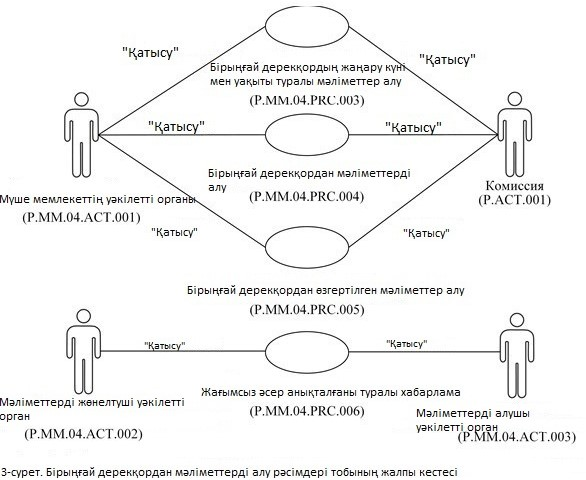 "Қатысу"
"Қатысу"
Бірыңғай дерекқордың жаңару күні
мен уақыты туралы мәліметтер алу
(P.MM.04.PRC.003)
"Қатысу"
"Қатысу"
Бірыңғай дерекқордан мәліметтерді
алу
(P.MM.04.PRC.004)
Мүше мемлекеттің уәкілетті органы
(P.MM.04.ACT.001)
Комиссия
(P.ACT.001)
"Қатысу"
"Қатысу"
Бірыңғай дерекқордан өзгертілген мәліметтер алу
(P.MM.04.PRC.005)
"Қатысу"
"Қатысу"
Мәліметтерді жөнелтуші уәкілетті
орган
(P.MM.04.ACT.002)
Жағымсыз әсер анықталғаны туралы хабарлама
(P.MM.04.PRC.006)
Мәліметтерді алушы
уәкілетті орган
(P.MM.04.ACT.003)
3-сурет. Бірыңғай дерекқордан мәліметтерді алу рәсімдері тобының жалпы кестесі